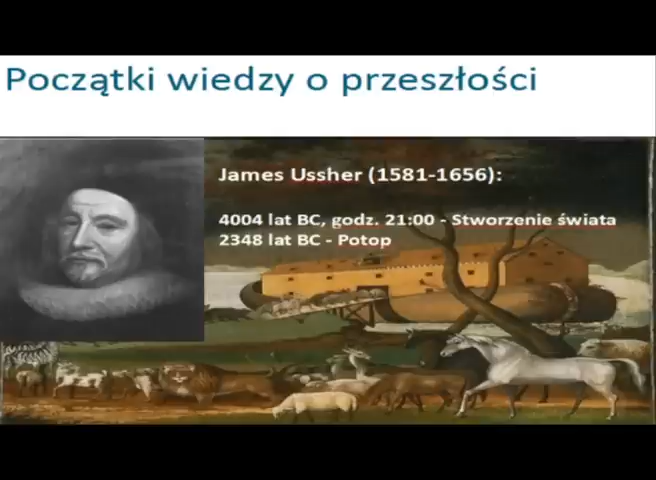 Początki wiedzy o przeszłości
James Ussher (1581-1656):
4004 lat BC, godz. 21:00 - Stworzenie świata
2348 lat BC - Potop